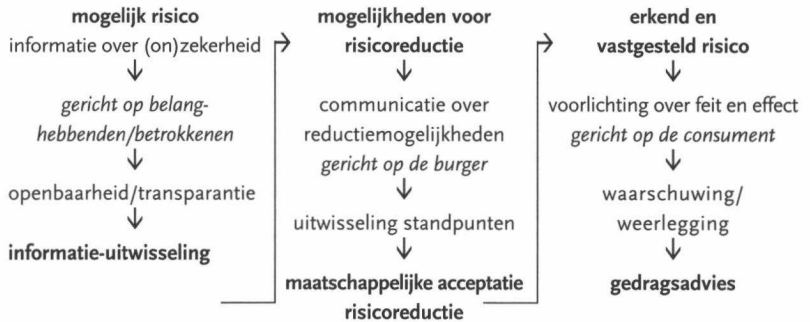 mogelijk risico
informatie over (on)zekerheid
gericht op belang-
hebbenden/betrokkenen
openbaarheid/transparantie
informatie-uitwisseling
mogelijkheden voor
risicoreductie
communicatie over
reductiemogelijkheden
gericht op de burger
uitwisseling standpunten
maatschappelijke acceptatie
risicoreductie
erkend en
vastgesteld risico
voorlichting over feit en effect
gericht op de consument
waarschuwing/
weerlegging
gedragsadvies